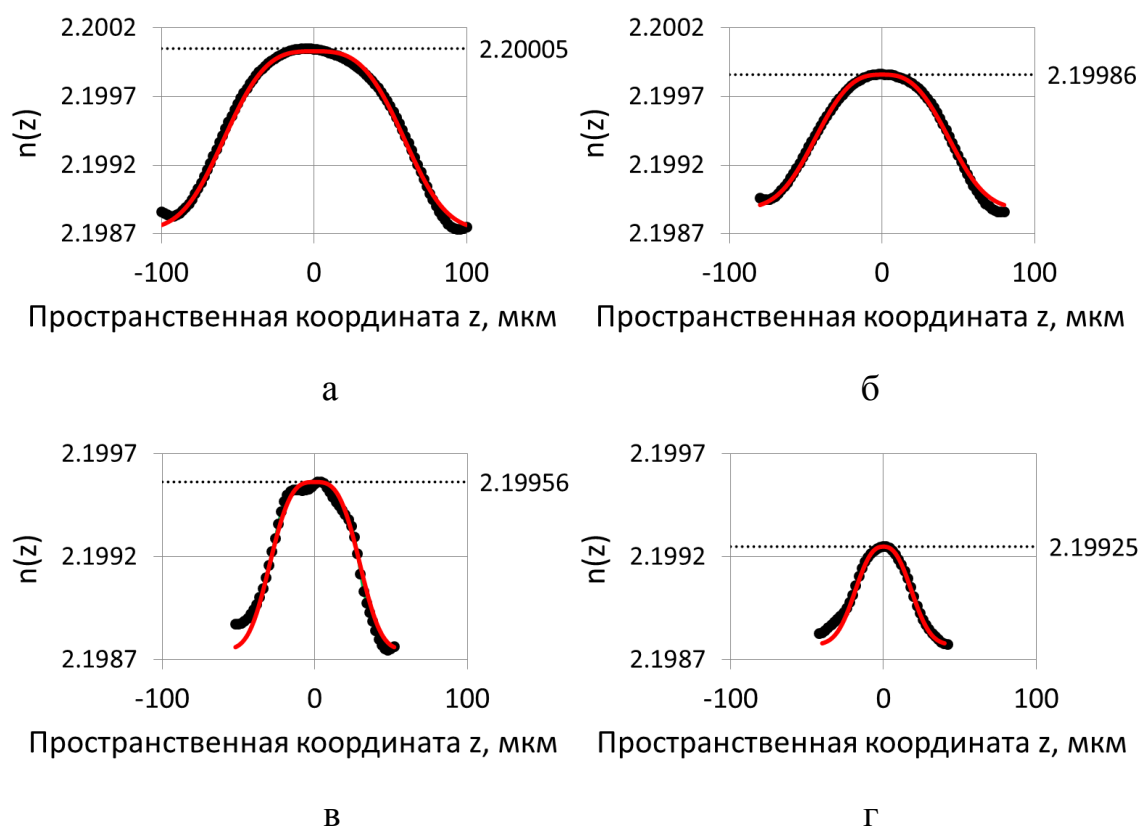 2.2002
2.20005
2.1997
2.1992
2.1987
n(z)
-100 0 100
Пространственная координата z, мкм
а
2.2002
2.19986
2.1997
2.1992
2.1987
n(z)
-100 0 100
Пространственная координата z, мкм
б
2.1997
2.19956
2.1992
2.1987
n(z)
-100 0 100
Пространственная координата z, мкм
в
2.1997
2.19925
2.1992
2.1987
n(z)
-100 0 100
Пространственная координата z, мкм
г